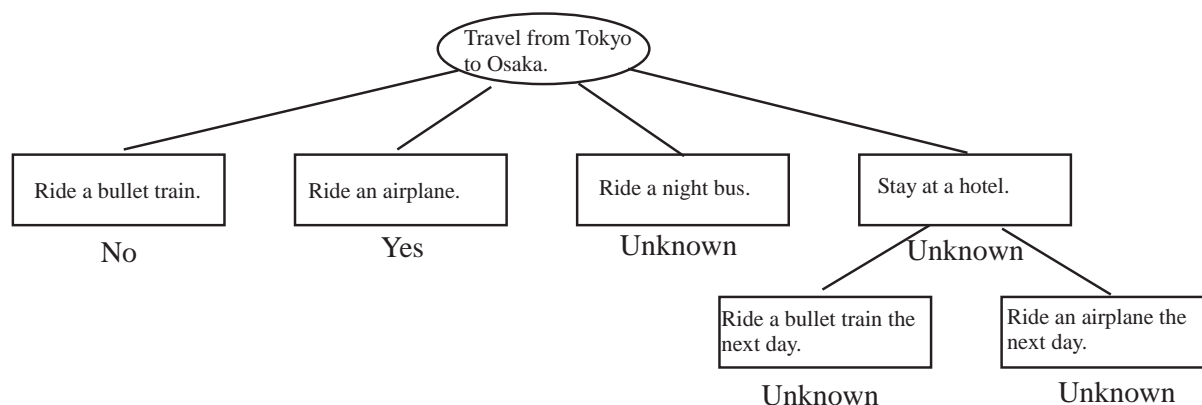 Travel from Tokyo
to Osaka.
Ride a bullet train.
Ride an airplane.
Ride a night bus.
Stay at a hotel.
No
Yes
Unknown
Unknown
Ride a bullet train the
next day.
Ride an airplane the
next day.
Unknown
Unknown